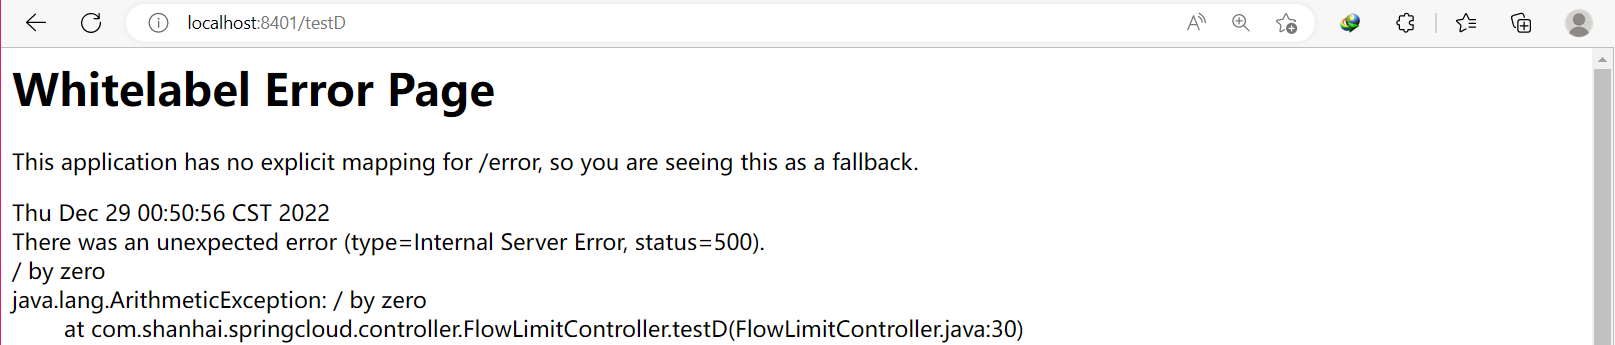 localhost:8401/testD
Whitelabel Error Page
This application has no explicit mapping for /error, so you are seeing this as a fallback.
Thu Dec 29 00:50:56 CST 2022
There was an unexpected error (type=Internal Server Error, status=500).
/ by zero
java.lang.ArithmeticException: / by zero
at com.shanhai.springcloud.controller.FlowLimitController.testD(FlowLimitController.java:30)